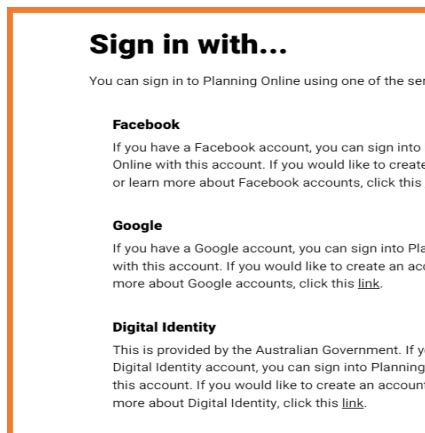 Sign in with...
You can sign in to Planning Online using one of the
Facebook
If you have a Facebook account, you can sign into
Online with this account. If you would like to create
or learn more about Facebook accounts, click this
Google
If you have a Google account, you can sign into
with this account. If you would like to create an
more about Google accounts, click this link.
Digital Identity
This is provided by the Australian Government. If
Digital Identity account, you can sign into Planning
this account. If you would like to create an account
more about Digital Identity, click this link.